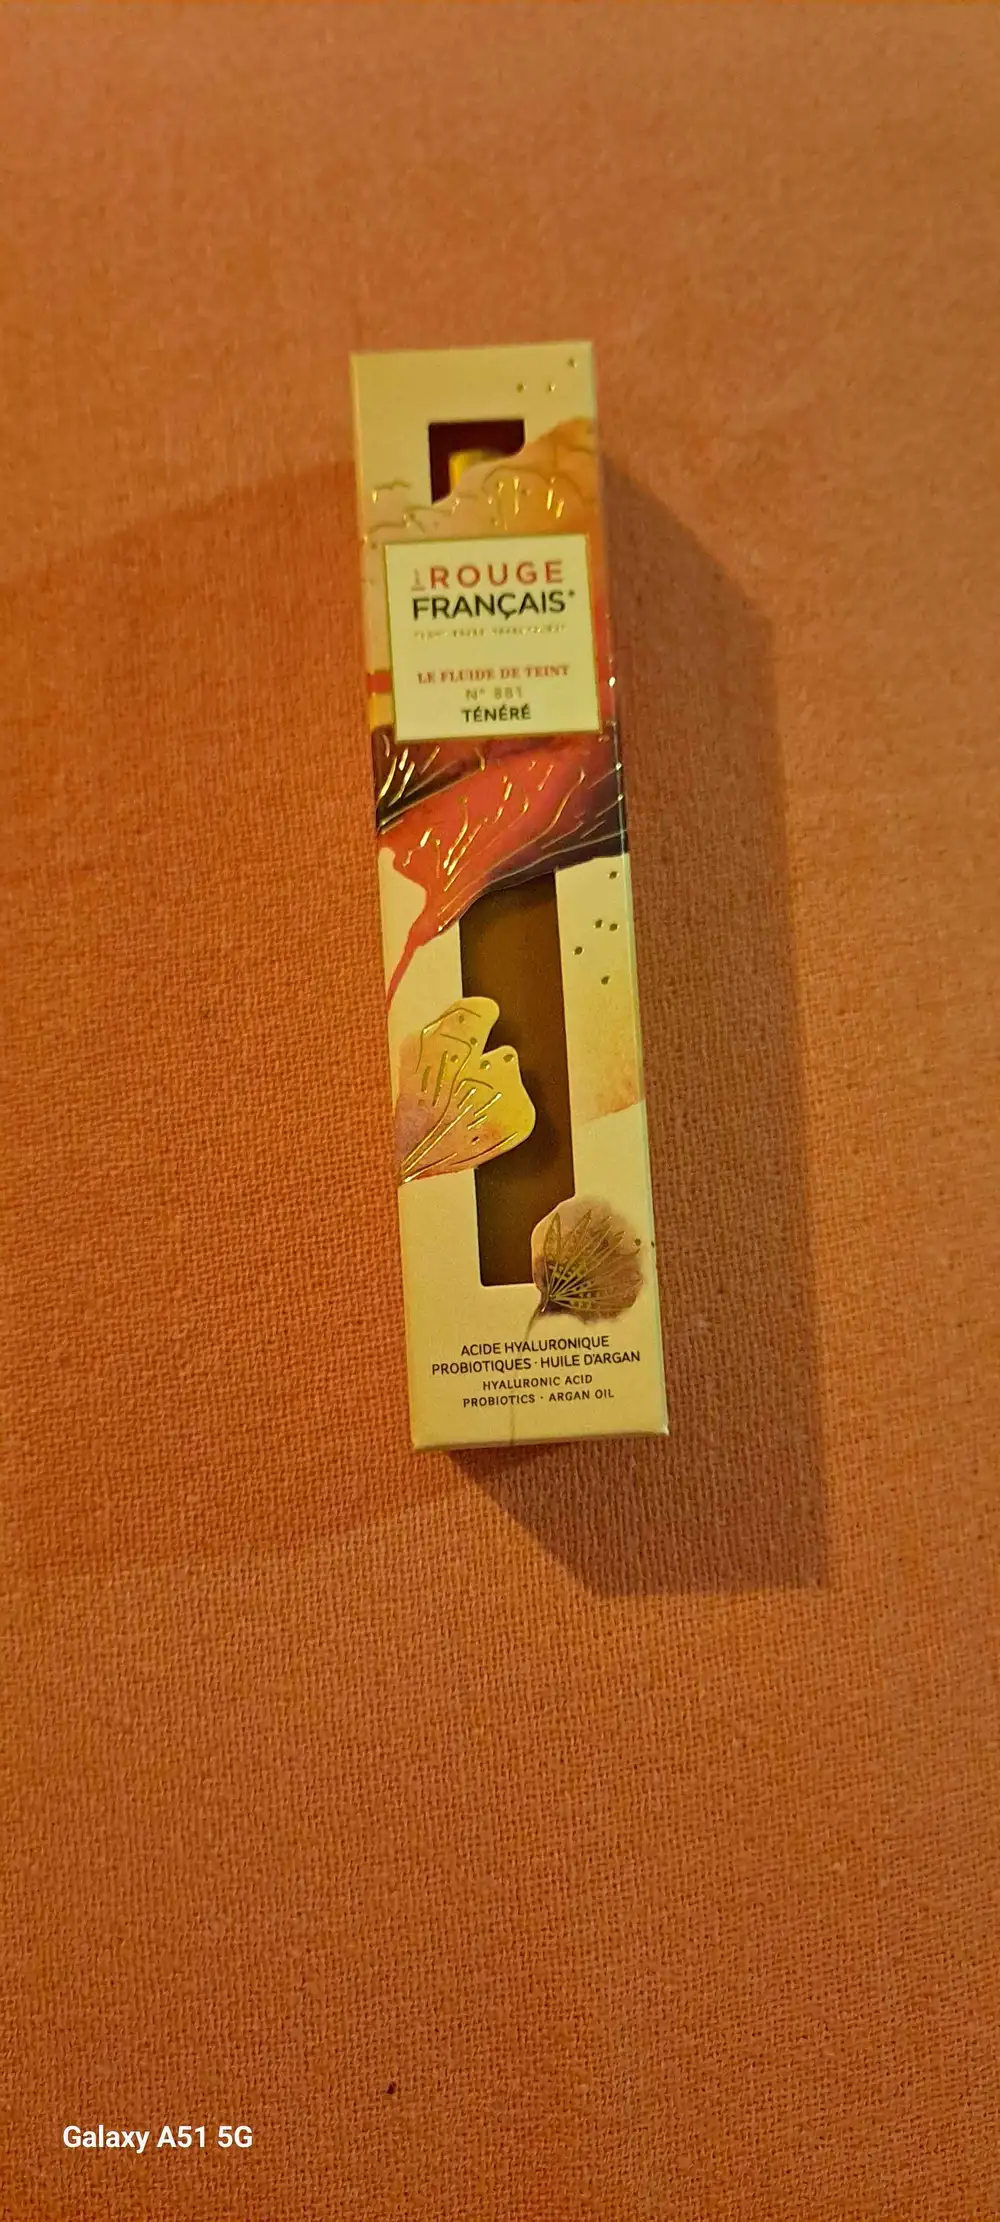 LE ROUGE
FRANÇAIS®
LE FLUIDE DE TEINT
N° 881
TÉNÉRÉ
ACIDE HYALURONIQUE
PROBIOTIQUES · HUILE D'ARGAN
HYALURONIC ACID
PROBIOTICS · ARGAN OIL
Galaxy A51 5G